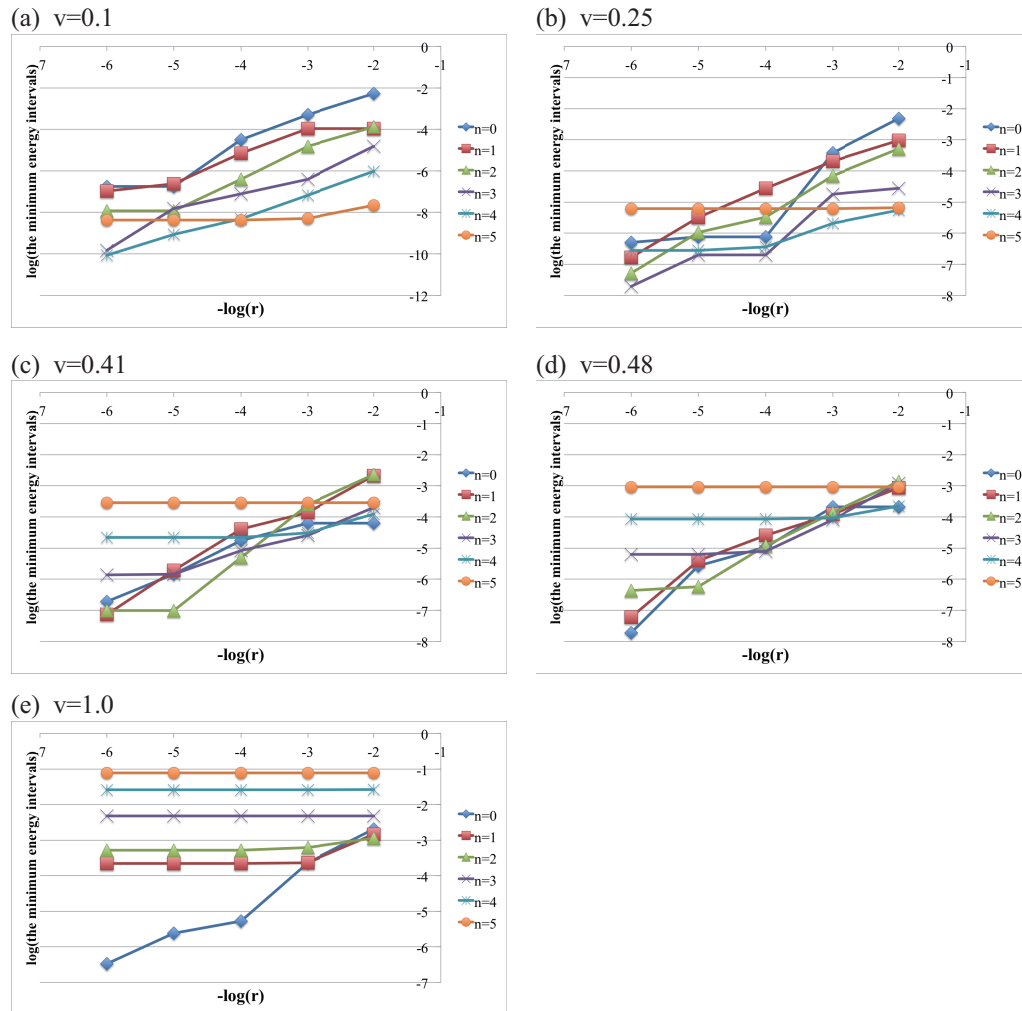 (a) v=0.1
0
-7 -6 -5 -4 -3 -2 -1
-2
-4
-6
-8
-10
-12
log(the minimum energy intervals)
-log(r)
n=0
n=1
n=2
n=3
n=4
n=5
(b) v=0.25
0
-7 -6 -5 -4 -3 -2 -1
-1
-2
-3
-4
-5
-6
-7
-8
log(the minimum energy intervals)
-log(r)
n=0
n=1
n=2
n=3
n=4
n=5
(c) v=0.41
0
-7 -6 -5 -4 -3 -2 -1
-1
-2
-3
-4
-5
-6
-7
-8
log(the minimum energy intervals)
-log(r)
n=0
n=1
n=2
n=3
n=4
n=5
(d) v=0.48
0
-7 -6 -5 -4 -3 -2 -1
-1
-2
-3
-4
-5
-6
-7
-8
log(the minimum energy intervals)
-log(r)
n=0
n=1
n=2
n=3
n=4
n=5
(e) v=1.0
0
-7 -6 -5 -4 -3 -2 -1
-1
-2
-3
-4
-5
-6
-7
log(the minimum energy intervals)
-log(r)
n=0
n=1
n=2
n=3
n=4
n=5